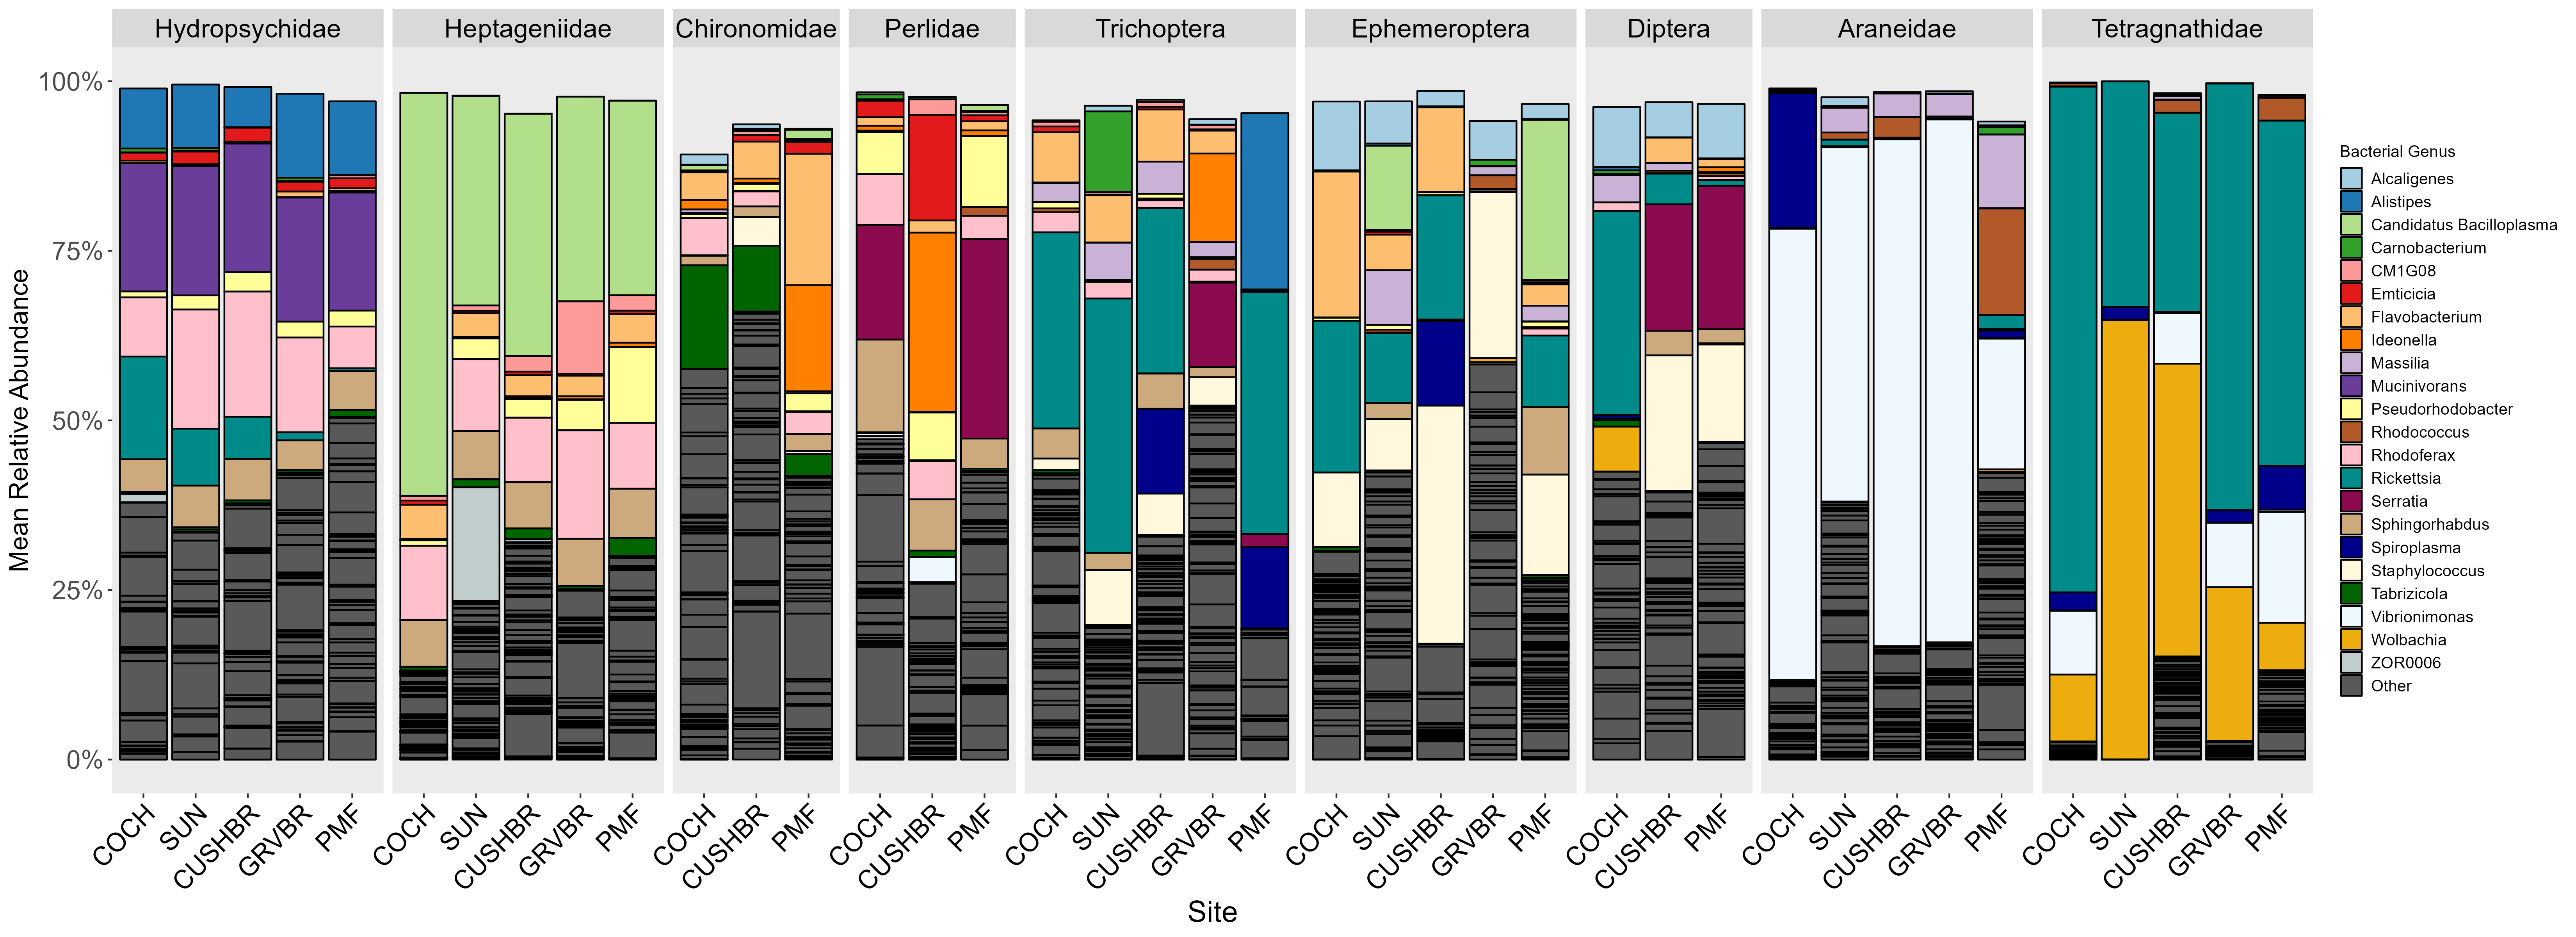 Hydropsychidae Heptageniidae Chironomidae Perlidae Trichoptera Ephemeroptera Diptera Araneidae Tetragnathidae
100%
75%
50%
25%
0%
Mean Relative Abundance
COCH SUN CUSHBR GRVBR PMF COCH SUN CUSHBR GRVBR PMF COCH CUSHBR PMF COCH CUSHBR PMF COCH SUN CUSHBR GRVBR PMF COCH SUN CUSHBR GRVBR PMF COCH CUSHBR PMF COCH SUN CUSHBR GRVBR PMF COCH SUN CUSHBR GRVBR PMF
Site
Bacterial Genus
Alcaligenes
Alistipes
Candidatus Bacilloplasma
Carnobacterium
CM1G08
Emticicia
Flavobacterium
Ideonella
Massilia
Mucinivorans
Pseudorhodobacter
Rhodococcus
Rhodoferax
Rickettsia
Serratia
Sphingorhabdus
Spiroplasma
Staphylococcus
Tabrizicola
Vibrionimonas
Wolbachia
ZOR0006
Other